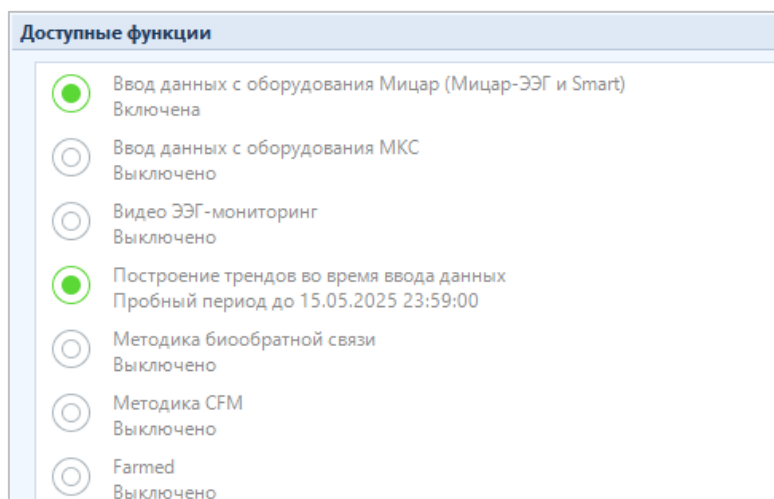 Доступные функции
Ввод данных с оборудования Мицар (Мицар-ЭЭГ и Smart)
Включена
Ввод данных с оборудования МКС
Выключено
Видео ЭЭГ-мониторинг
Выключено
Построение трендов во время ввода данных
Пробный период до 15.05.2025 23:59:00
Методика биообратной связи
Выключено
Методика CFM
Выключено
Farmed
Выключено